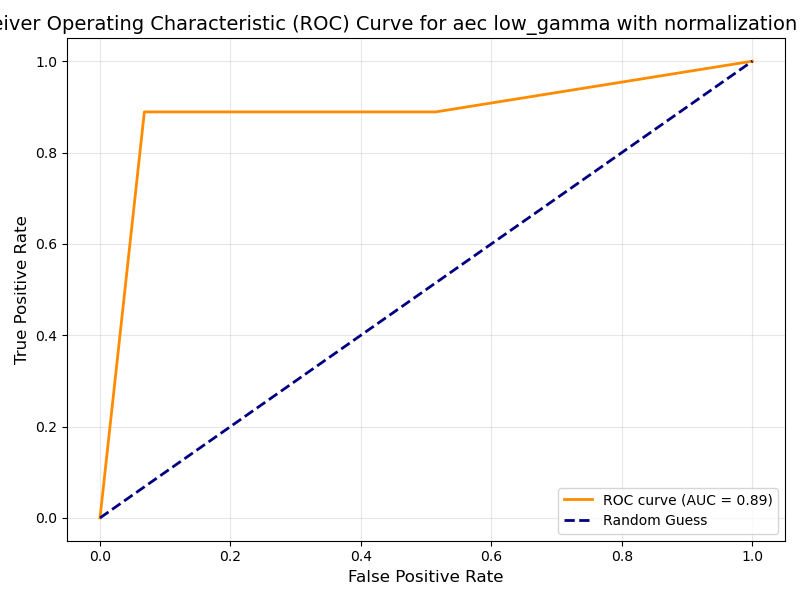 eiver Operating Characteristic (ROC) Curve for aec low_gamma with normalization
1.0
0.8
0.6
0.4
0.2
0.0
True Positive Rate
0.0 0.2 0.4 0.6 0.8 1.0
False Positive Rate
ROC curve (AUC = 0.89)
Random Guess